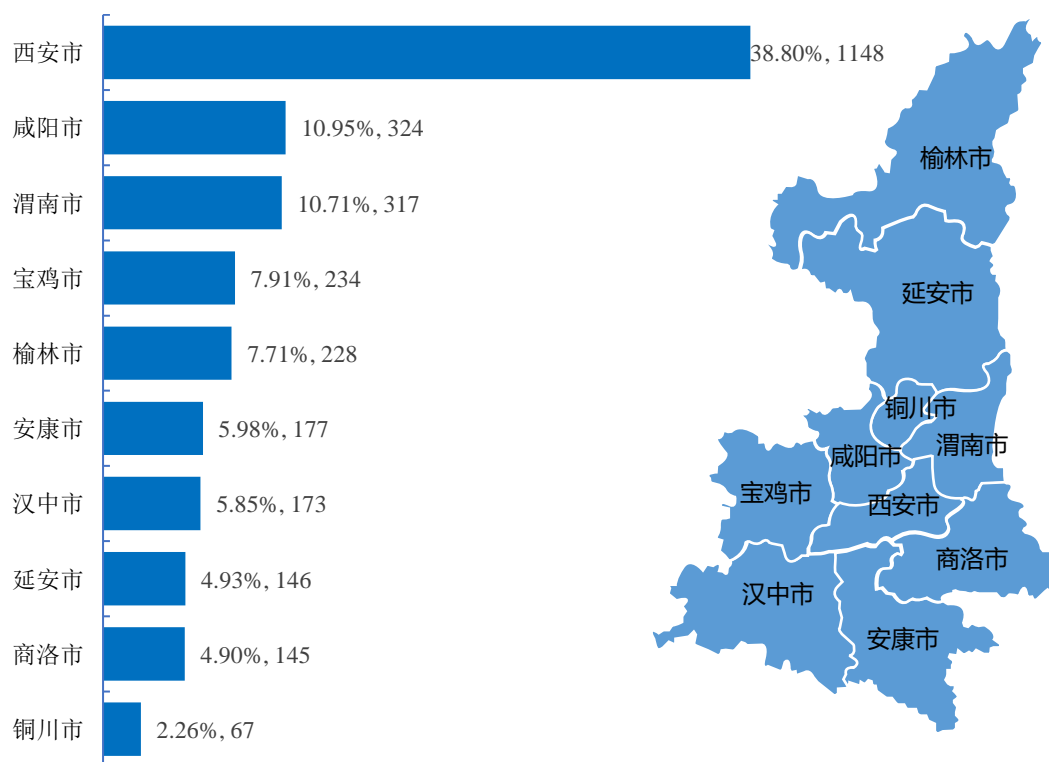 西安市 38.80%, 1148
咸阳市 10.95%, 324
渭南市 10.71%, 317
宝鸡市 7.91%, 234
榆林市 7.71%, 228
安康市 5.98%, 177
汉中市 5.85%, 173
延安市 4.93%, 146
商洛市 4.90%, 145
铜川市 2.26%, 67
榆林市
延安市
铜川市
渭南市
咸阳市
宝鸡市
西安市
商洛市
汉中市
安康市